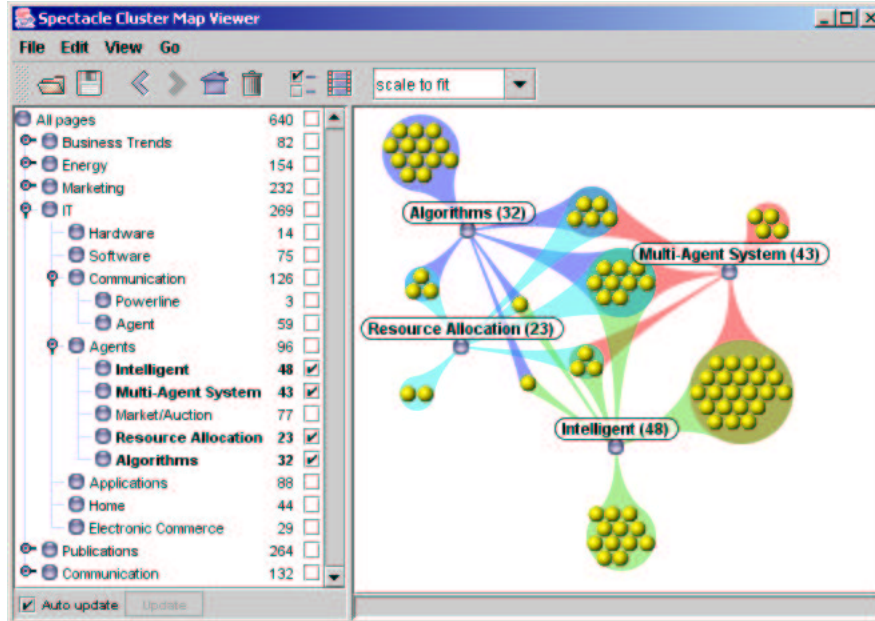 Spectacle Cluster Map Viewer
File Edit View Go
scale to fit
All pages 640
Business Trends 82
Energy 154
Marketing 232
IT 269
Hardware 14
Software 75
Communication 126
Powerline 3
Agent 59
Agents 96
Intelligent 48
Multi-Agent System 43
Market/Auction 77
Resource Allocation 23
Algorithms 32
Applications 88
Home 44
Electronic Commerce 29
Publications 264
Communication 132
Auto update Update
Algorithms (32)
Multi-Agent System (43)
Resource Allocation (23)
Intelligent (48)